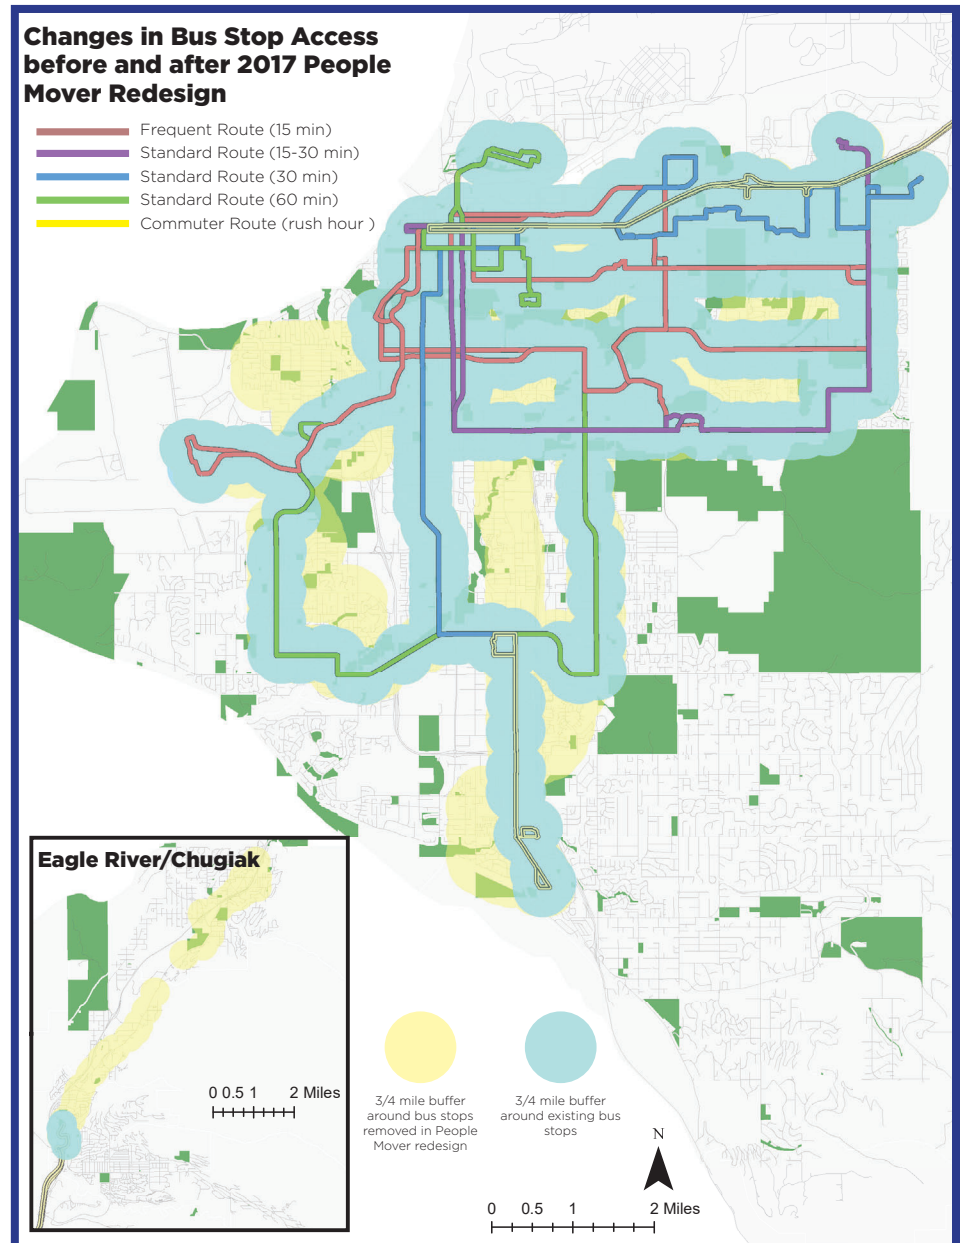 Changes in Bus Stop Access
before and after 2017 People
Mover Redesign
Frequent Route (15 min)
Standard Route (15-30 min)
Standard Route (30 min)
Standard Route (60 min)
Commuter Route (rush hour )
Eagle River/Chugiak
0 0.5 1 2 Miles
3/4 mile buffer
around bus stops
removed in People
Mover redesign
3/4 mile buffer
around existing bus
stops
N
0 0.5 1 2 Miles